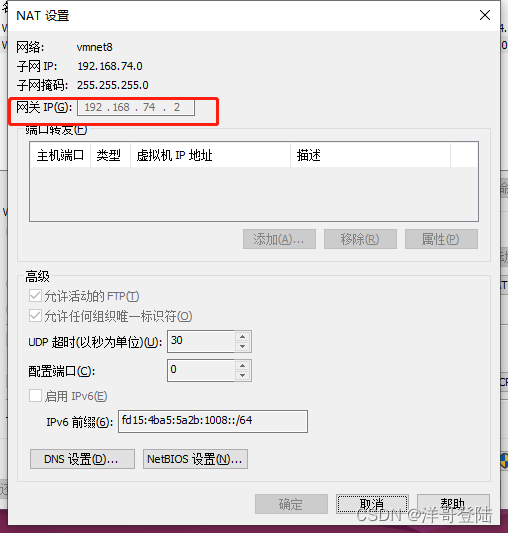 NAT 设置
网络: vmnet8
子网 IP: 192.168.74.0
子网掩码: 255.255.255.0
网关 IP(G): 192 . 168 . 74 . 2
端口转发(F)
主机端口 类型 虚拟机 IP 地址 描述
添加(A)... 移除(R) 属性(P)
高级
允许活动的 FTP(T)
允许任何组织唯一标识符(O)
UDP 超时(以秒为单位)(U): 30
配置端口(C): 0
启用 IPv6(E)
IPv6 前缀(6): fd15:4ba5:5a2b:1008::/64
DNS 设置(D)... NetBIOS 设置(N)...
确定 取消 帮助
CSDN @洋哥登陆